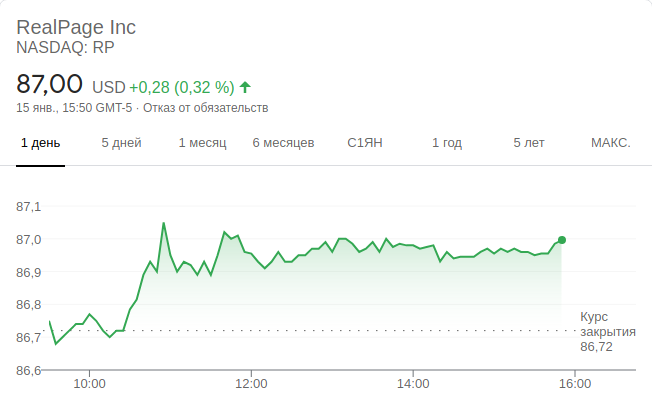 RealPage Inc
NASDAQ: RP
87,00 USD +0,28 (0,32 %)
15 янв., 15:50 GMT-5 · Отказ от обязательств
1 день 5 дней 1 месяц 6 месяцев С1ЯН 1 год 5 лет МАКС.
87,1
87,0
86,9
86,8
86,7
86,6
Курс
закрытия
86,72
10:00 12:00 14:00 16:00